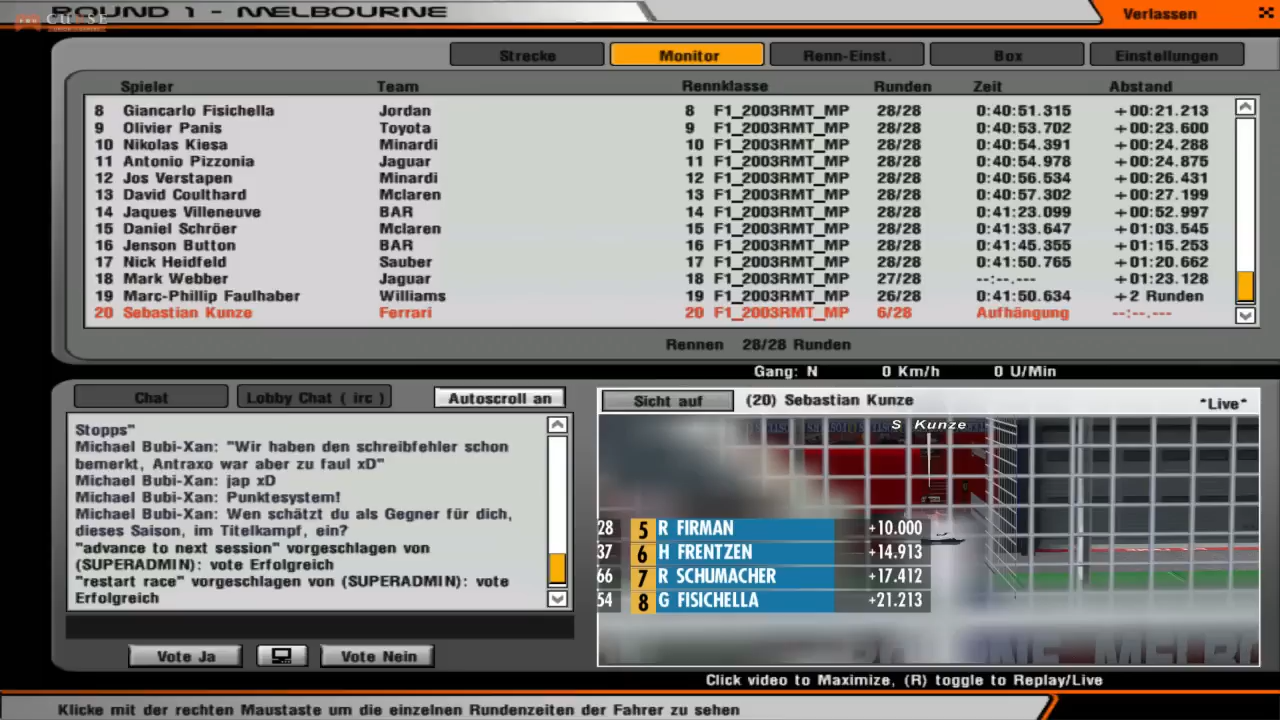 ROUND 1 - MELBOURNE
CURSE
Verlassen
Strecke Monitor Renn-Einst. Box Einstellungen
Spieler Team Rennklasse Runden Zeit Abstand
8 Giancarlo Fisichella Jordan 8 F1_2003RMT_MP 28/28 0:40:51.315 +00:21.213
9 Olivier Panis Toyota 9 F1_2003RMT_MP 28/28 0:40:53.702 +00:23.600
10 Nikolas Kiesa Minardi 10 F1_2003RMT_MP 28/28 0:40:54.391 +00:24.288
11 Antonio Pizzonia Jaguar 11 F1_2003RMT_MP 28/28 0:40:54.978 +00:24.875
12 Jos Verstapen Minardi 12 F1_2003RMT_MP 28/28 0:40:56.534 +00:26.431
13 David Coulthard Mclaren 13 F1_2003RMT_MP 28/28 0:40:57.302 +00:27.199
14 Jaques Villeneuve BAR 14 F1_2003RMT_MP 28/28 0:41:23.099 +00:52.997
15 Daniel Schröer Mclaren 15 F1_2003RMT_MP 28/28 0:41:33.647 +01:03.545
16 Jenson Button BAR 16 F1_2003RMT_MP 28/28 0:41:45.355 +01:15.253
17 Nick Heidfeld Sauber 17 F1_2003RMT_MP 28/28 0:41:50.765 +01:20.662
18 Mark Webber Jaguar 18 F1_2003RMT_MP 27/28 --:--.--- +01:23.128
19 Marc-Phillip Faulhaber Williams 19 F1_2003RMT_MP 26/28 0:41:50.634 +2 Runden
20 Sebastian Kunze Ferrari 20 F1_2003RMT_MP 6/28 Aufhängung --:--.---
Rennen 28/28 Runden
Gang: N 0 Km/h 0 U/Min
Chat Lobby Chat ( irc ) Autoscroll an
Stopps"
Michael Bubi-Xan: "Wir haben den schreibfehler schon
bemerkt, Antraxo war aber zu faul xD"
Michael Bubi-Xan: jap xD
Michael Bubi-Xan: Punktesystem!
Michael Bubi-Xan: Wen schätzt du als Gegner für dich,
dieses Saison, im Titelkampf, ein?
"advance to next session" vorgeschlagen von
(SUPERADMIN): vote Erfolgreich
"restart race" vorgeschlagen von (SUPERADMIN): vote
Erfolgreich
Vote Ja Vote Nein
Sicht auf (20) Sebastian Kunze *Live*
S Kunze
28 5 R FIRMAN +10.000
37 6 H FRENTZEN +14.913
66 7 R SCHUMACHER +17.412
54 8 G FISICHELLA +21.213
Click video to Maximize, (R) toggle to Replay/Live
Klicke mit der rechten Maustaste um die einzelnen Rundenzeiten der Fahrer zu sehen